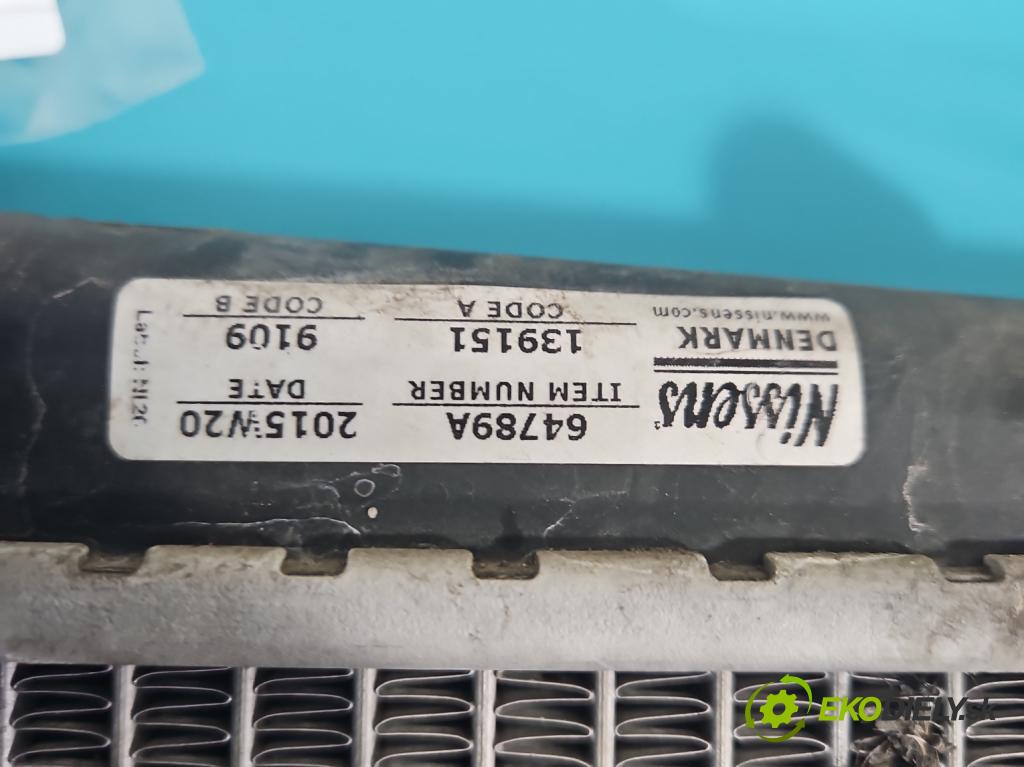 Nissens
DENMARK
www.nissens.com
64789A
ITEM NUMBER
139151
CODE A
2015W20
DATE
9109
CODE B
EKODIELY.sk